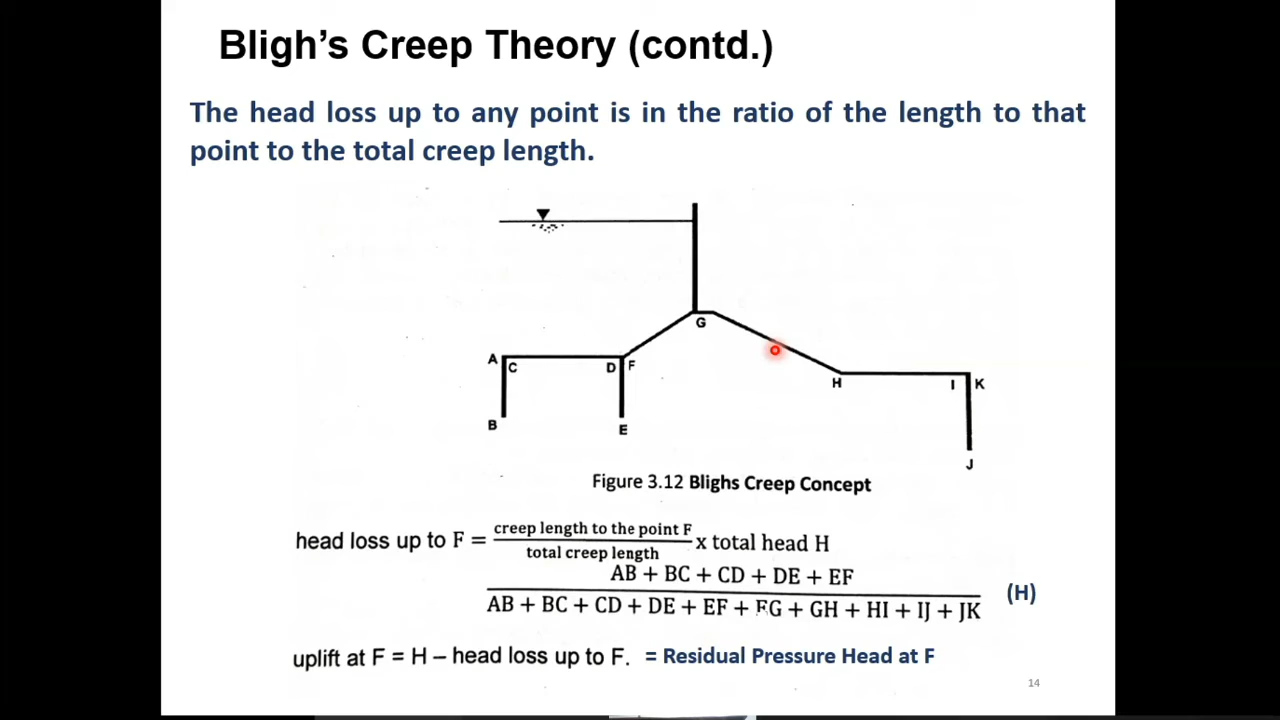 Bligh's Creep Theory (contd.)
The head loss up to any point is in the ratio of the length to that
point to the total creep length.
G
A C D F
H I K
B E
J
Figure 3.12 Blighs Creep Concept
head loss up to F = creep length to the point F / total creep length x total head H
AB + BC + CD + DE + EF
AB + BC + CD + DE + EF + FG + GH + HI + IJ + JK (H)
uplift at F = H – head loss up to F. = Residual Pressure Head at F
14